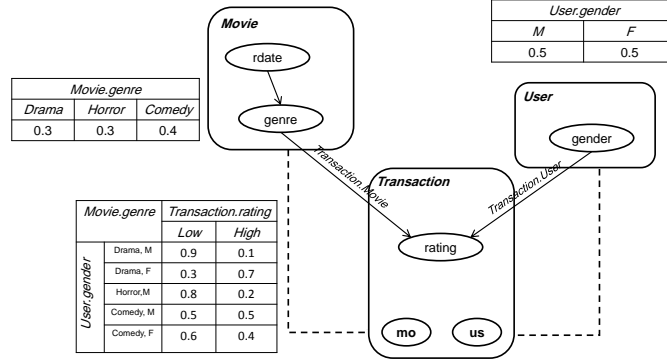 Movie
rdate
genre
User.gender
M F
0.5 0.5
Movie.genre
Drama Horror Comedy
0.3 0.3 0.4
User
gender
Transaction.Movie
Transaction.User
Transaction
rating
mo us
Movie.genre Transaction.rating
Low High
User.gender
Drama, M 0.9 0.1
Drama, F 0.3 0.7
Horror,M 0.8 0.2
Comedy, M 0.5 0.5
Comedy, F 0.6 0.4